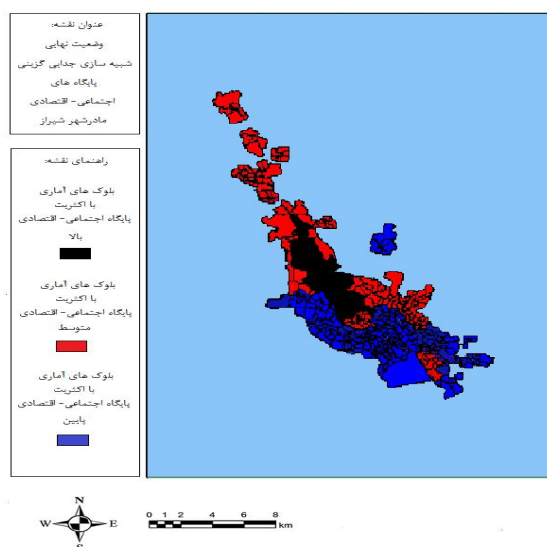 عنوان نقشه:
وضعیت نهایی
شبیه سازی جدایی گزینی
پایگاه های
اجتماعی- اقتصادی
مادرشهر شیراز
راهنمای نقشه:
بلوک های آماری
با اکثریت
پایگاه اجتماعی- اقتصادی
بالا
بلوک های آماری
با اکثریت
پایگاه اجتماعی- اقتصادی
متوسط
بلوک های آماری
با اکثریت
پایگاه اجتماعی- اقتصادی
پایین
N
W E
S
0 1 2 4 6 8
km